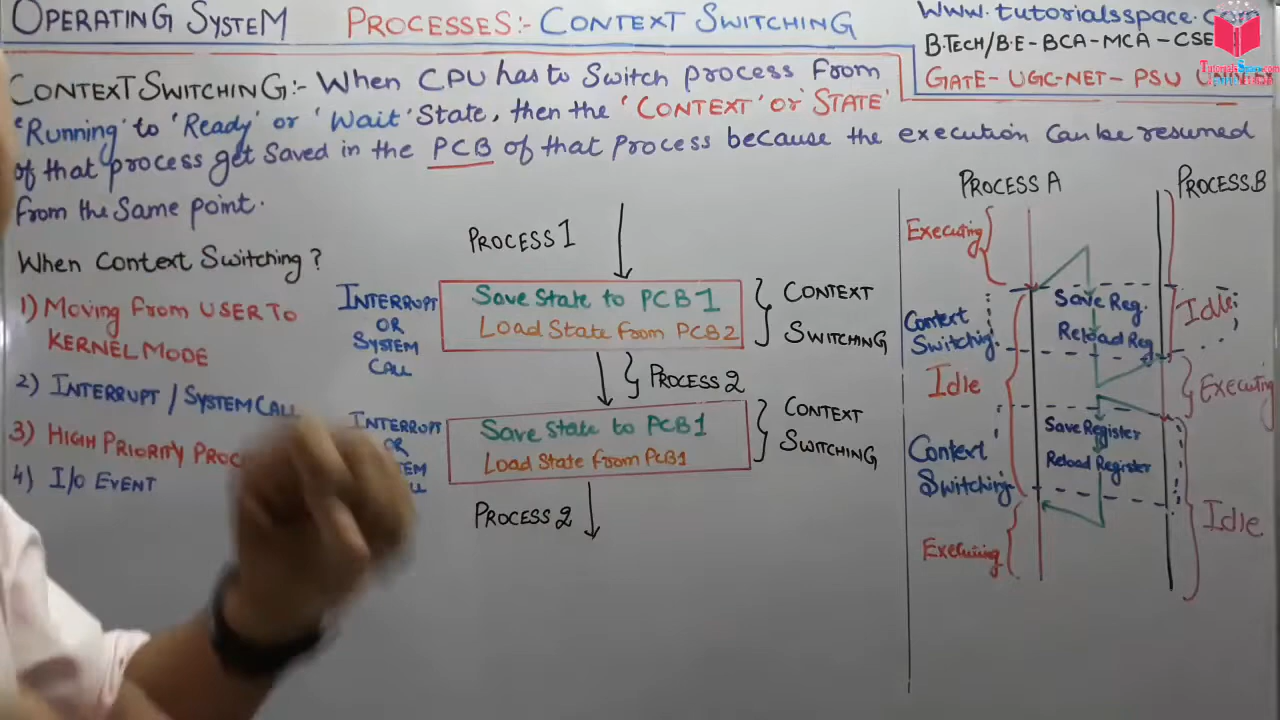 OPERATING SYSTEM PROCESSES:- CONTEXT SWITCHING
www.tutorialsspace.com
B.TECH/B.E-BCA-MCA-CSE
GATE-UGC-NET-PSU
CONTEXT SWITCHING:- When CPU has to Switch process from
'Running' to 'Ready' or 'Wait' State, then the 'CONTEXT' or 'STATE'
of that process get Saved in the PCB of that process because the execution can be resumed
from the Same point.
When Context Switching?
1) MOVING from USER TO
KERNEL MODE
2) INTERRUPT / SYSTEM CALL
3) HIGH PRIORITY
4) I/O EVENT
PROCESS 1
INTERRUPT
OR
SYSTEM
CALL
Save State to PCB 1
Load State from PCB2
CONTEXT
SWITCHING
PROCESS 2
INTERRUPT
OR
Save State to PCB1
Load State from PCB1
CONTEXT
SWITCHING
PROCESS 2
PROCESS A
PROCESS B
Executing
Context
Switching
Save Reg.
Reload Reg
Idle
Idle
Executing
Context
Switching
Save Register
Reload Register
Executing
Idle